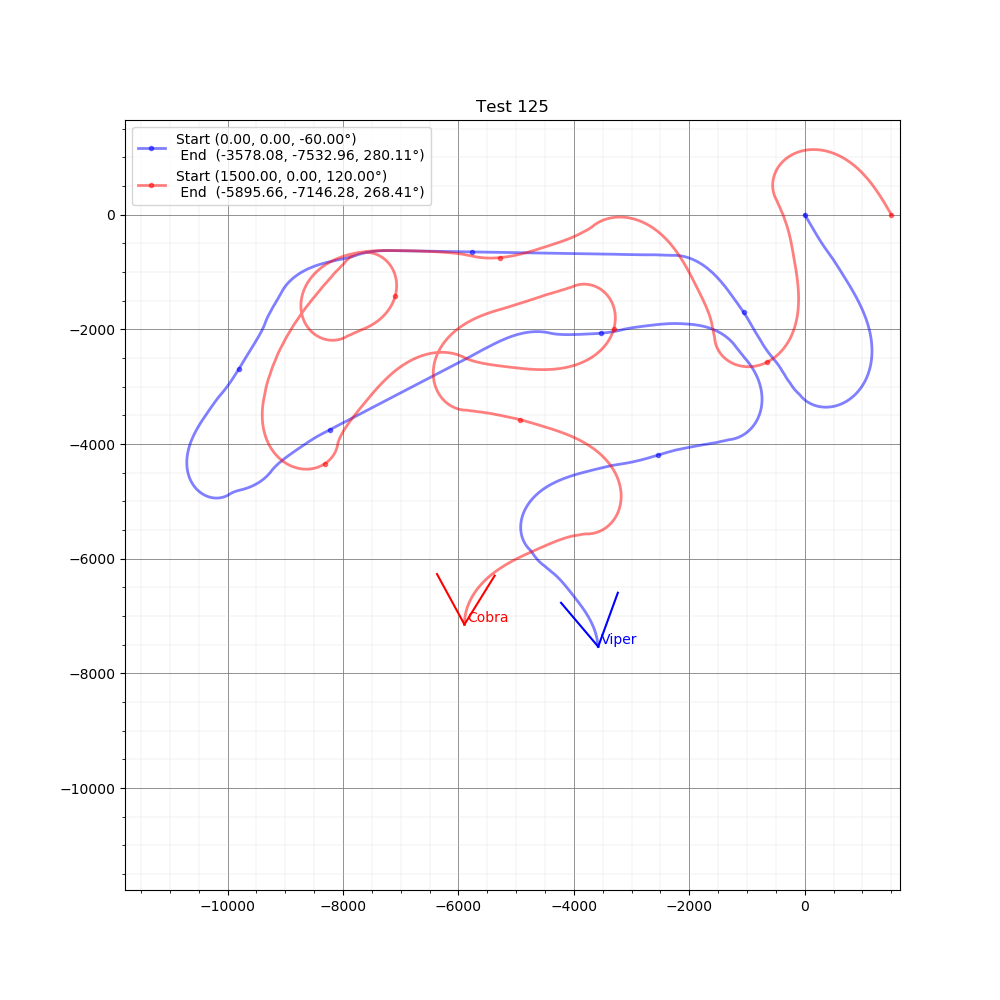 Test 125
Start (0.00, 0.00, -60.00°)
End (-3578.08, -7532.96, 280.11°)
Start (1500.00, 0.00, 120.00°)
End (-5895.66, -7146.28, 268.41°)
0
−2000
−4000
−6000
−8000
−10000
Cobra
Viper
−10000 −8000 −6000 −4000 −2000 0